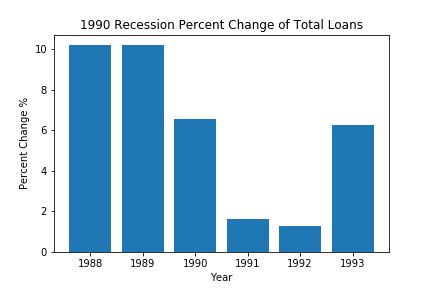 1990 Recession Percent Change of Total Loans
Percent Change %
10
8
6
4
2
0
1988 1989 1990 1991 1992 1993
Year